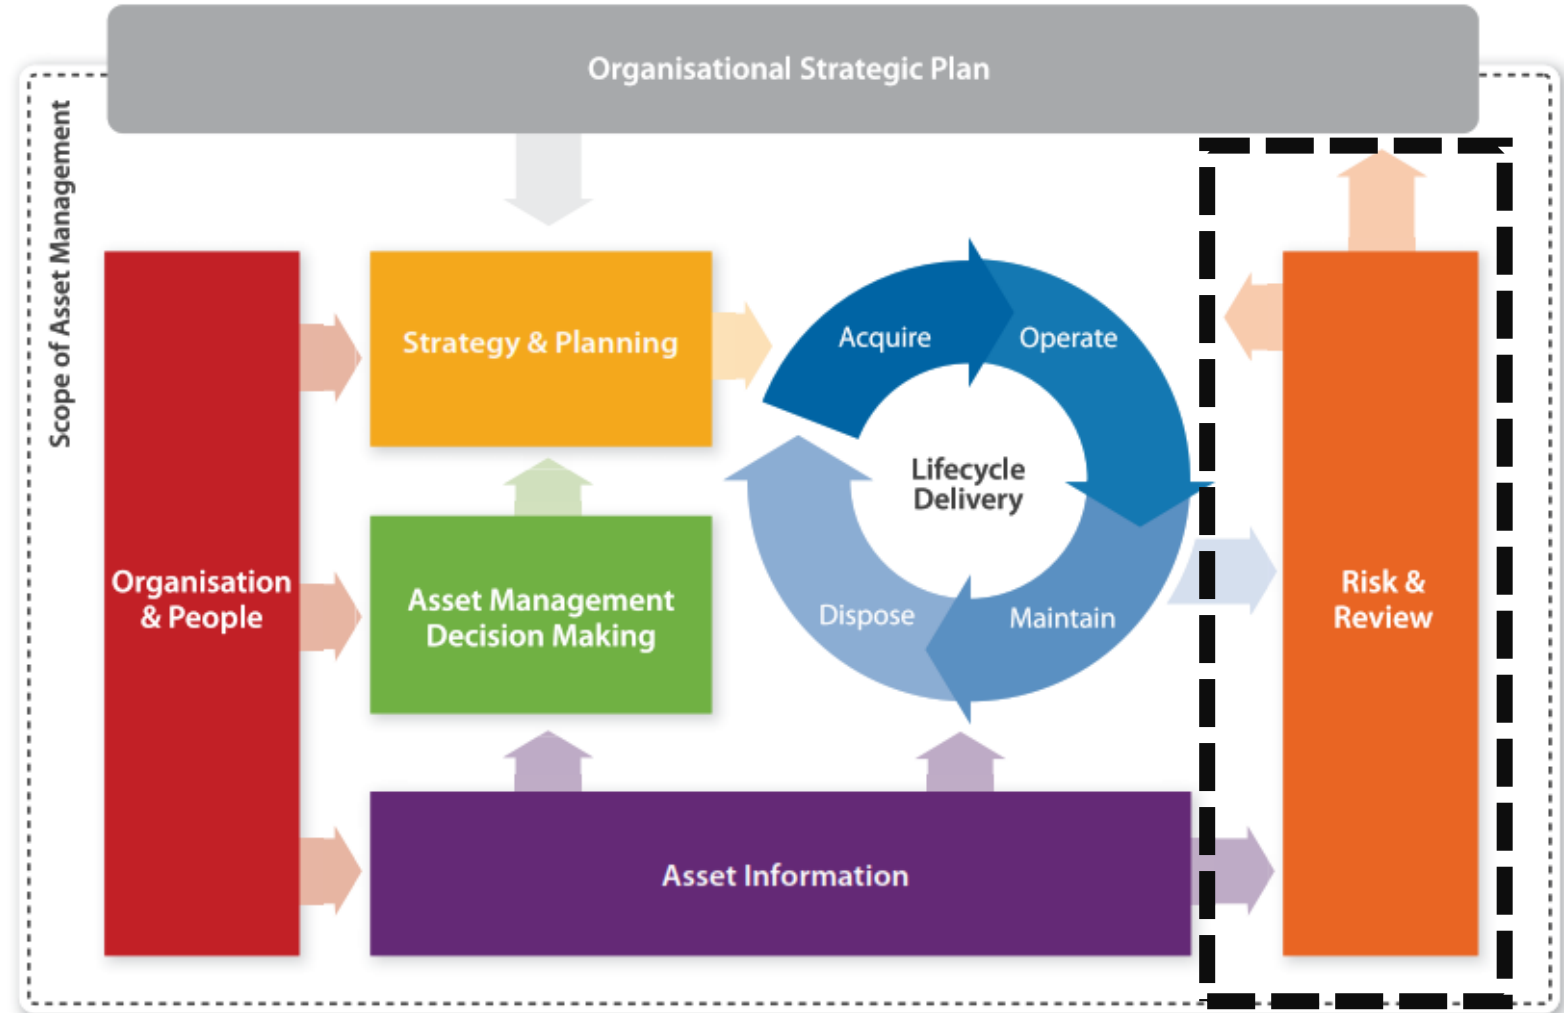 Organisational Strategic Plan
Scope of Asset Management
Strategy & Planning
Acquire
Operate
Lifecycle
Delivery
Organisation
& People
Asset Management
Decision Making
Dispose
Maintain
Risk &
Review
Asset Information